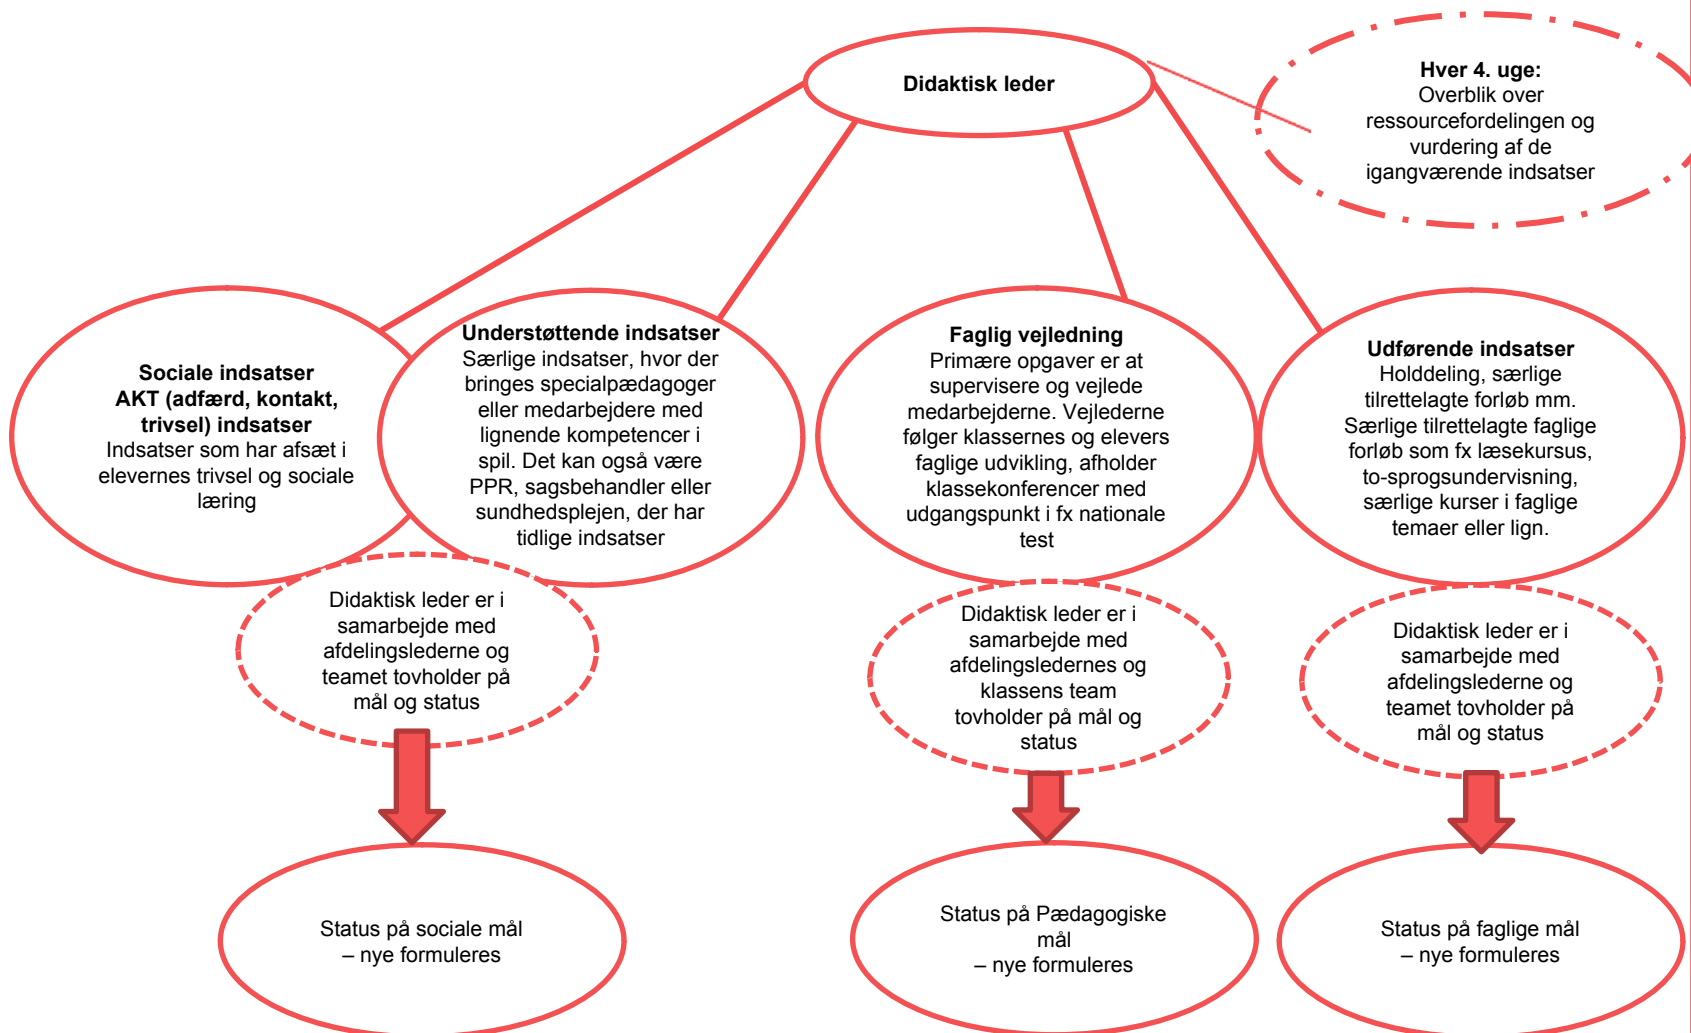 Didaktisk leder
Hver 4. uge:
Overblik over
ressourcefordelingen og
vurdering af de
igangværende indsatser
Sociale indsatser
AKT (adfærd, kontakt,
trivsel) indsatser
Indsatser som har afsæt i
elevernes trivsel og sociale
læring
Understøttende indsatser
Særlige indsatser, hvor der
bringes specialpædagoger
eller medarbejdere med
lignende kompetencer i
spil. Det kan også være
PPR, sagsbehandler eller
sundhedsplejen, der har
tidlige indsatser
Faglig vejledning
Primære opgaver er at
supervisere og vejlede
medarbejderne. Vejlederne
følger klassernes og elevers
faglige udvikling, afholder
klassekonferencer med
udgangspunkt i fx nationale
test
Udførende indsatser
Holddeling, særlige
tilrettelagte forløb mm.
Særlige tilrettelagte faglige
forløb som fx læsekursus,
to-sprogsundervisning,
særlige kurser i faglige
temaer eller lign.
Didaktisk leder er i
samarbejde med
afdelingslederne og
teamet tovholder på
mål og status
Didaktisk leder er i
samarbejde med
afdelingsledernes og
klassens team
tovholder på mål og
status
Didaktisk leder er i
samarbejde med
afdelingslederne og
teamet tovholder på
mål og status
Status på sociale mål
– nye formuleres
Status på Pædagogiske
mål
– nye formuleres
Status på faglige mål
– nye formuleres